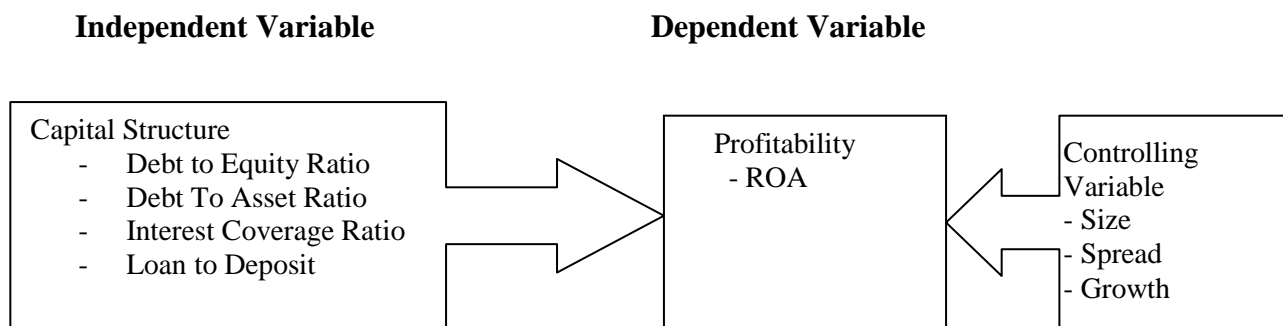 Independent Variable
Dependent Variable
Capital Structure
- Debt to Equity Ratio
- Debt To Asset Ratio
- Interest Coverage Ratio
- Loan to Deposit
Profitability
- ROA
Controlling
Variable
- Size
- Spread
- Growth